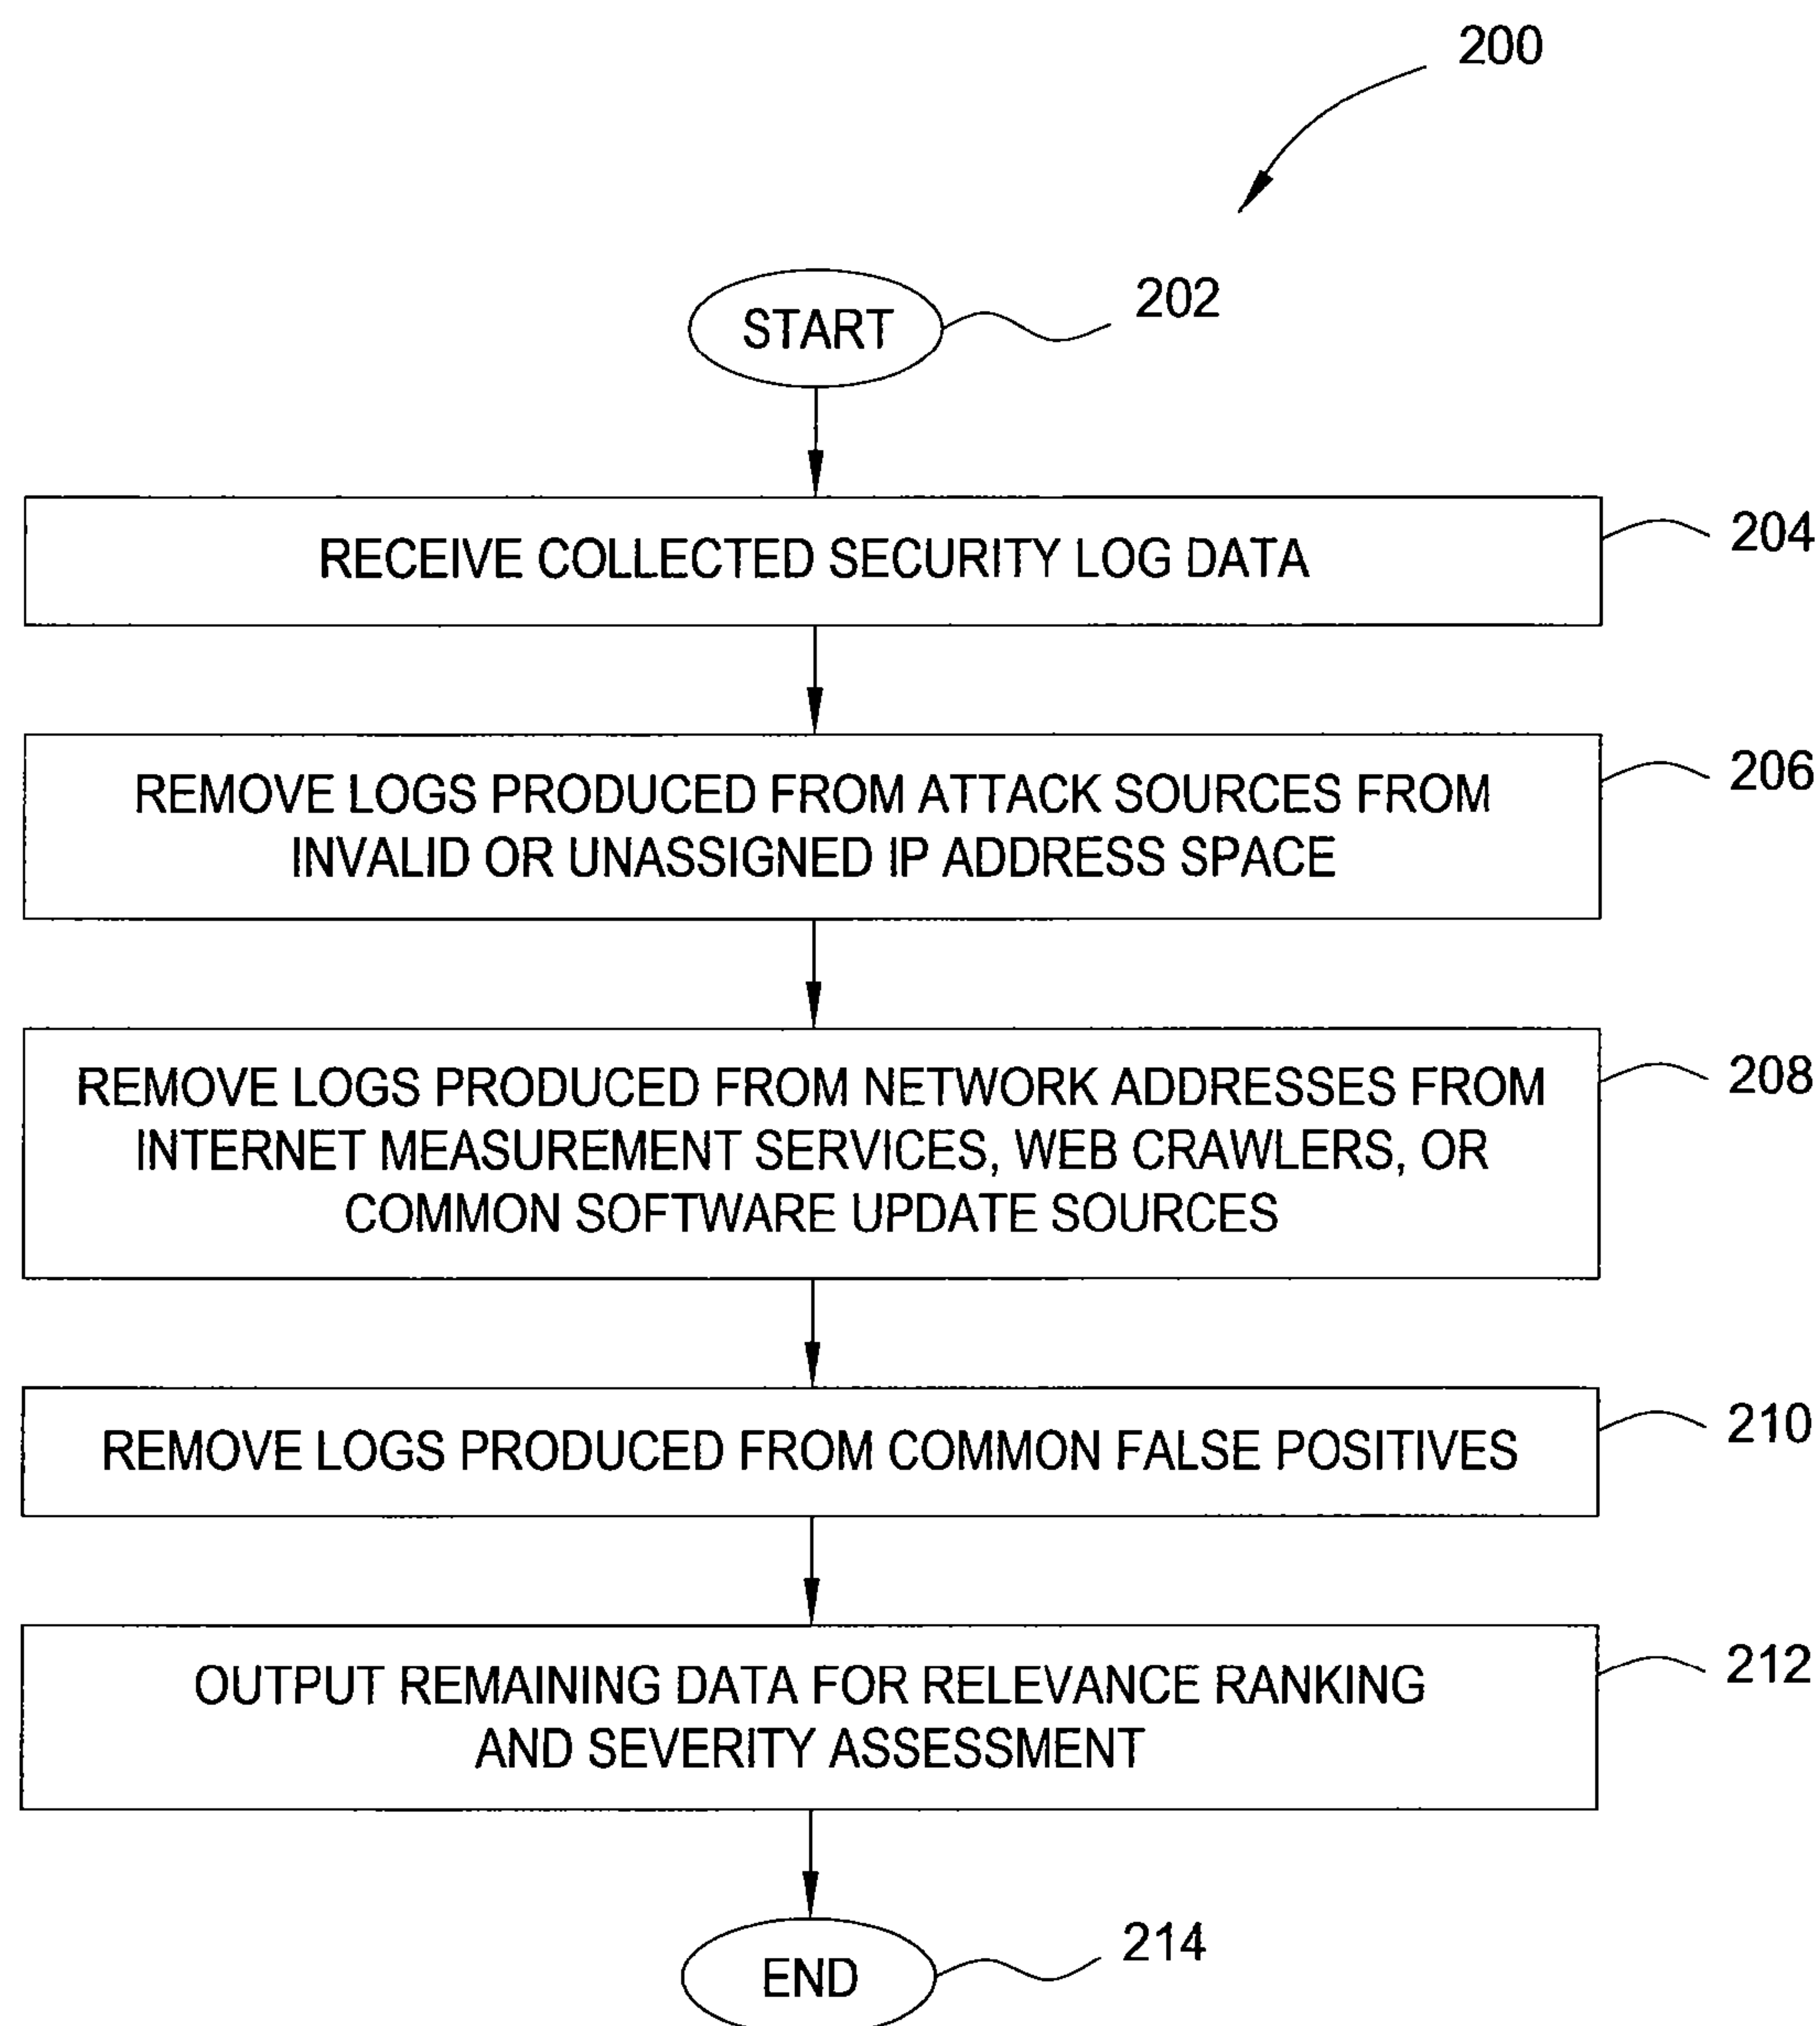 200
START
202
RECEIVE COLLECTED SECURITY LOG DATA
204
REMOVE LOGS PRODUCED FROM ATTACK SOURCES FROM
INVALID OR UNASSIGNED IP ADDRESS SPACE
206
REMOVE LOGS PRODUCED FROM NETWORK ADDRESSES FROM
INTERNET MEASUREMENT SERVICES, WEB CRAWLERS, OR
COMMON SOFTWARE UPDATE SOURCES
208
REMOVE LOGS PRODUCED FROM COMMON FALSE POSITIVES
210
OUTPUT REMAINING DATA FOR RELEVANCE RANKING
AND SEVERITY ASSESSMENT
212
END
214